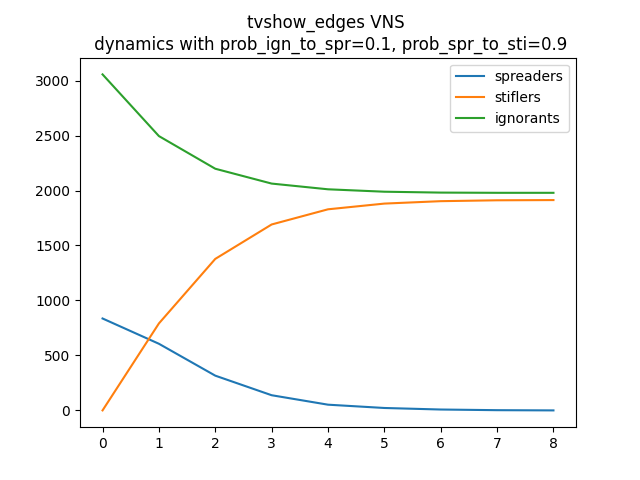 tvshow_edges VNS
dynamics with prob_ign_to_spr=0.1, prob_spr_to_sti=0.9
spreaders
stiflers
ignorants
3000
2500
2000
1500
1000
500
0
0 1 2 3 4 5 6 7 8